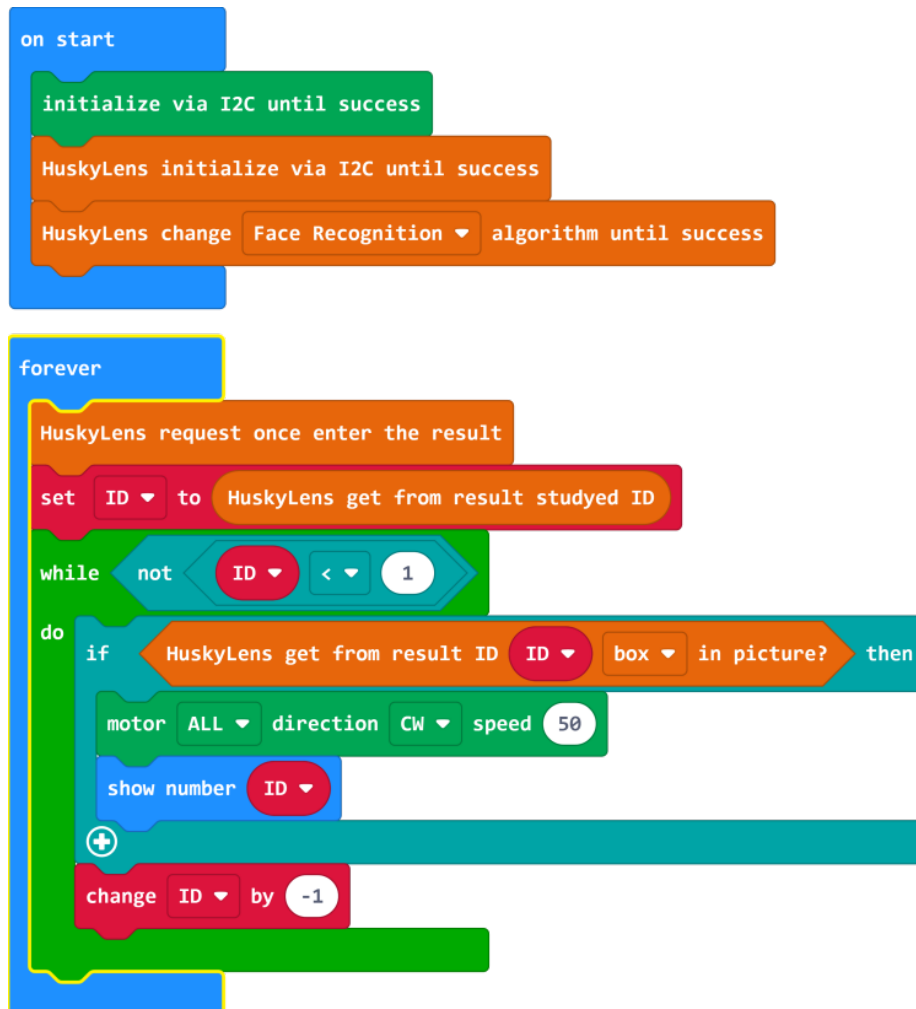 on start
initialize via I2C until success
HuskyLens initialize via I2C until success
HuskyLens change Face Recognition algorithm until success
forever
HuskyLens request once enter the result
set ID to HuskyLens get from result studyed ID
while not ID < 1
do
if HuskyLens get from result ID ID box in picture? then
motor ALL direction CW speed 50
show number ID
change ID by -1